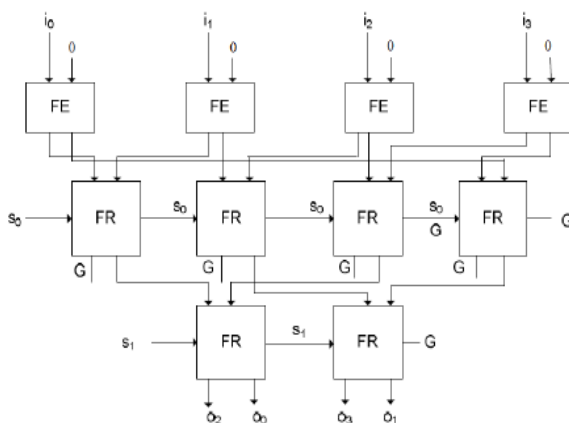 i0 i1 i2 i3
0 0 0 0
FE FE FE FE
s0 FR s0 FR s0 FR s0 FR G
G
G G G G
s1 FR s1 FR G
o2 o0 o3 o1